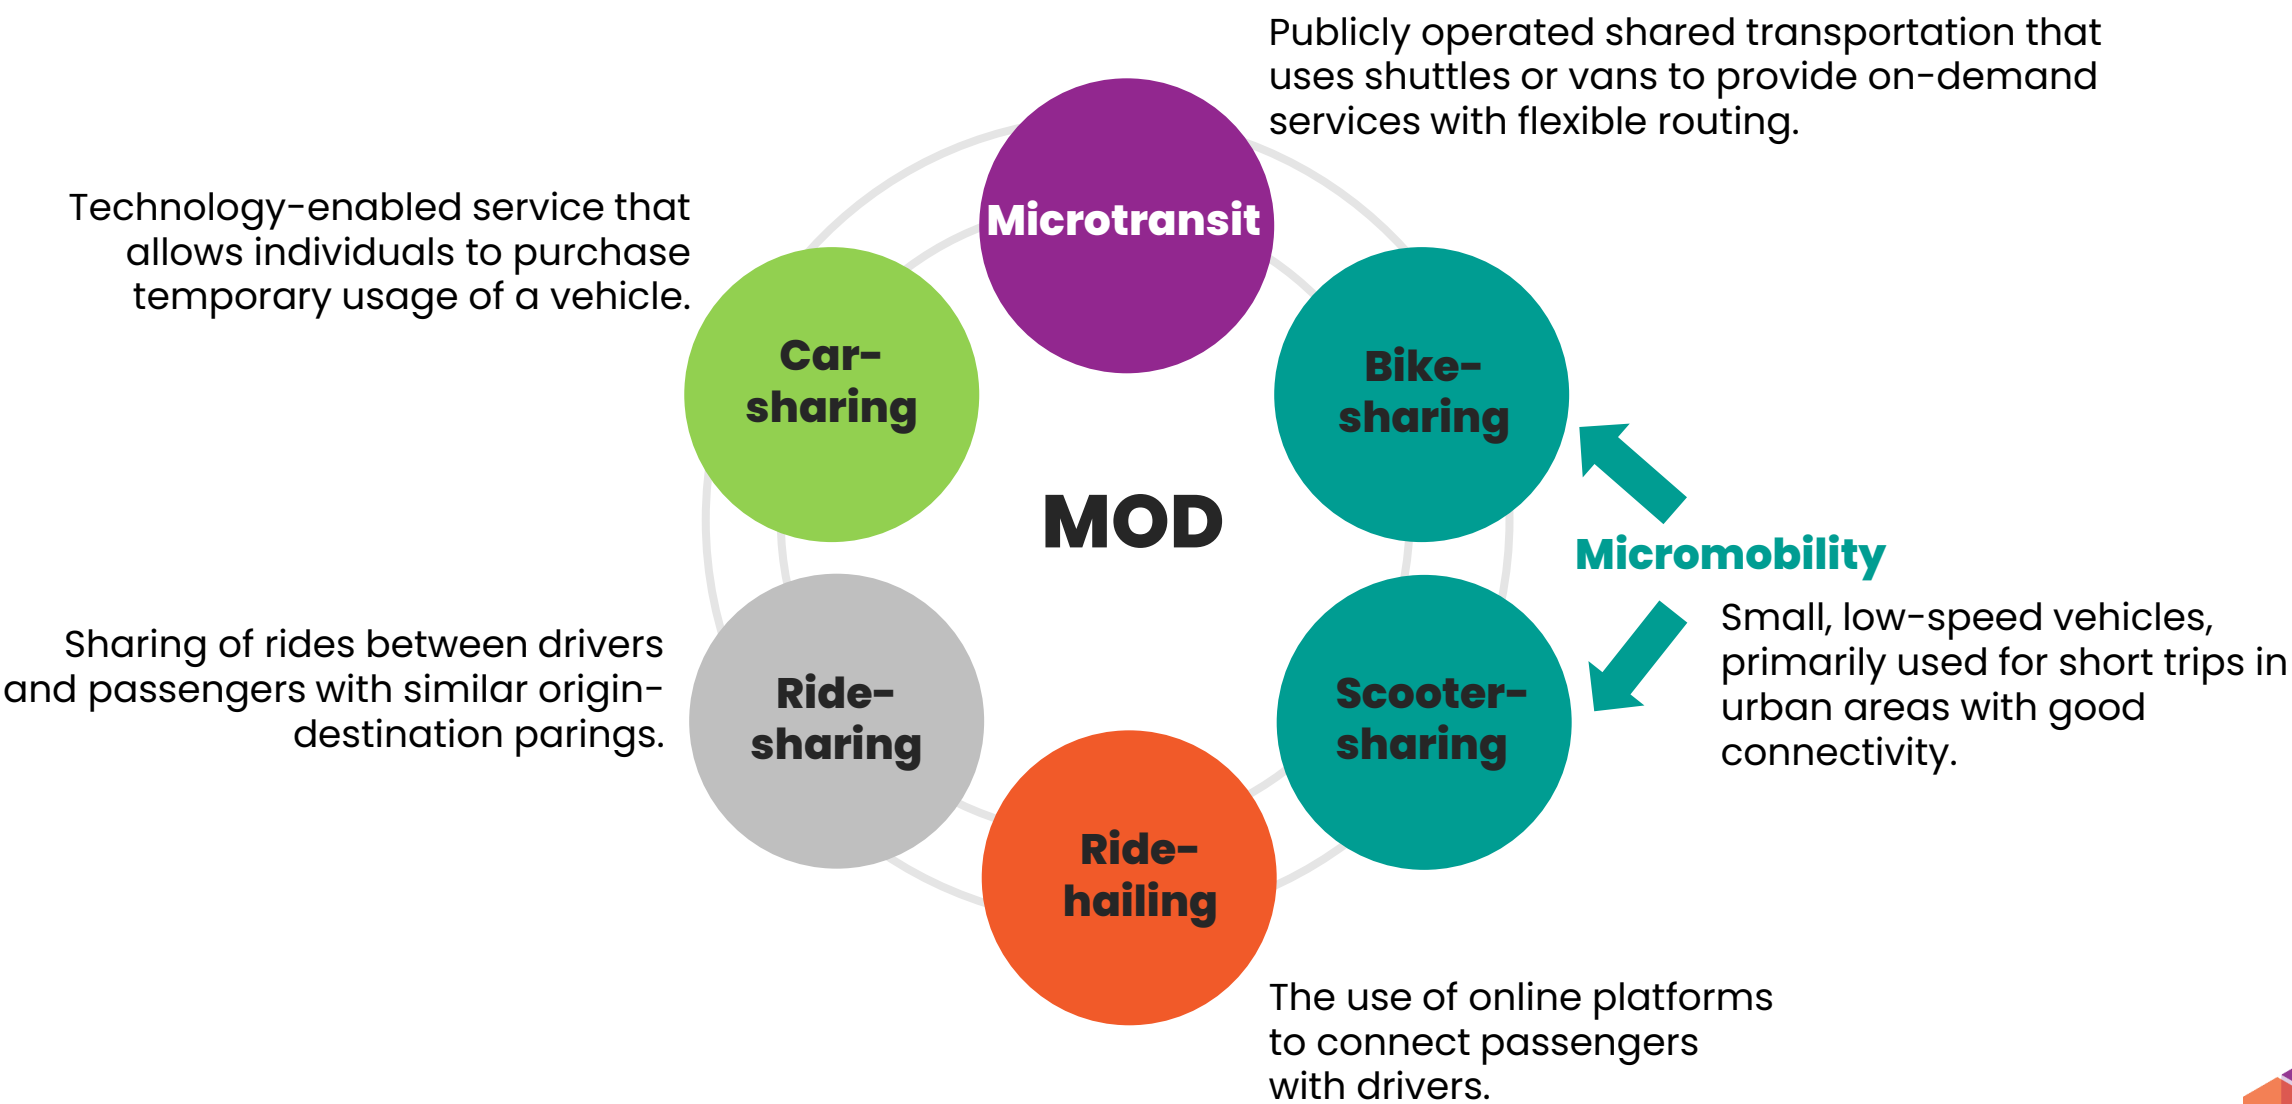 Publicly operated shared transportation that
uses shuttles or vans to provide on-demand
services with flexible routing.
Microtransit
Technology-enabled service that
allows individuals to purchase
temporary usage of a vehicle.
Car-
sharing
Bike-
sharing
MOD
Micromobility
Small, low-speed vehicles,
primarily used for short trips in
urban areas with good
connectivity.
Sharing of rides between drivers
and passengers with similar origin-
destination parings.
Ride-
sharing
Scooter-
sharing
Ride-
hailing
The use of online platforms
to connect passengers
with drivers.